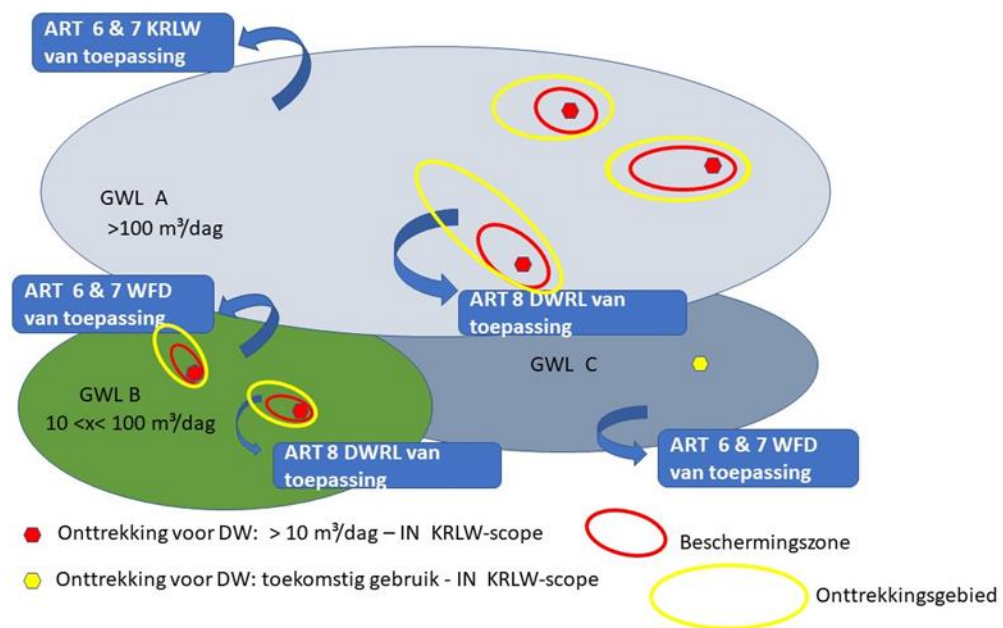 ART 6 & 7 KRLW
van toepassing
GWL A
>100 m³/dag
ART 6 & 7 WFD
van toepassing
ART 8 DWRL van
toepassing
GWL C
GWL B
10 <x< 100 m³/dag
ART 8 DWRL van
toepassing
ART 6 & 7 WFD
van toepassing
Onttrekking voor DW: > 10 m³/dag – IN KRLW-scope
Beschermingszone
Onttrekking voor DW: toekomstig gebruik - IN KRLW-scope
Onttrekkingsgebied